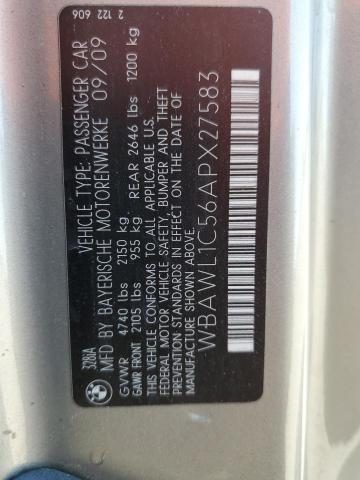 328iA
2 122 606
VEHICLE TYPE: PASSENGER CAR
MFD BY BAYERISCHE MOTORENWERKE 09/09
GVWR 4740 lbs 2150 kg
GAWR FRONT 2105 lbs 955 kg REAR 2646 lbs 1200 kg
THIS VEHICLE CONFORMS TO ALL APPLICABLE U.S.
FEDERAL MOTOR VEHICLE SAFETY, BUMPER AND THEFT
STANDARDS IN EFFECT ON THE DATE OF
MANUFACTURE SHOWN ABOVE.
WBAWL1C56APX27583